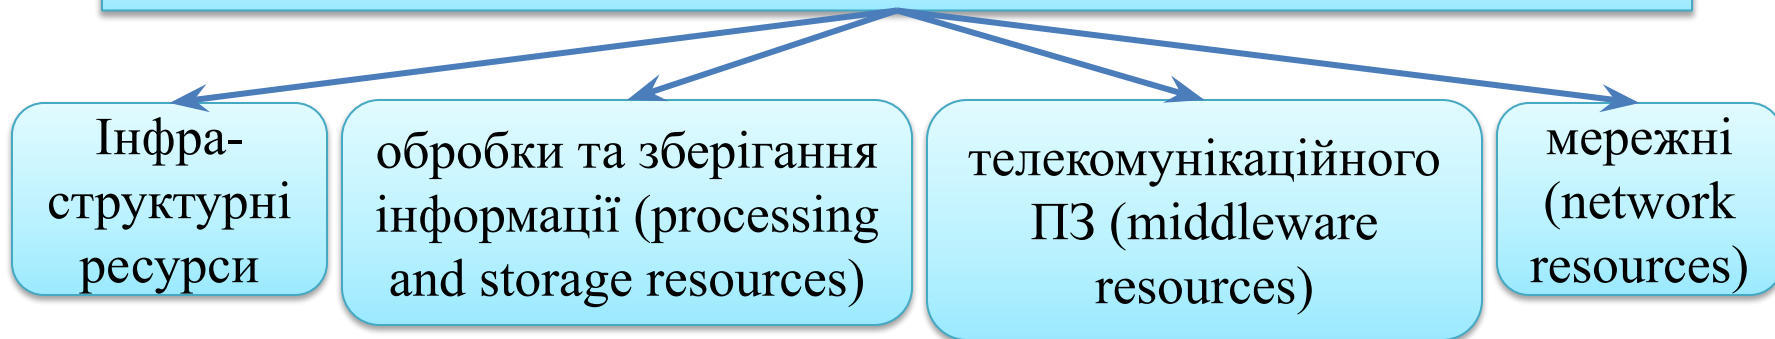 Інфра-
структурні
ресурси
обробки та зберігання
інформації (processing
and storage resources)
телекомунікаційного
ПЗ (middleware
resources)
мережні
(network
resources)